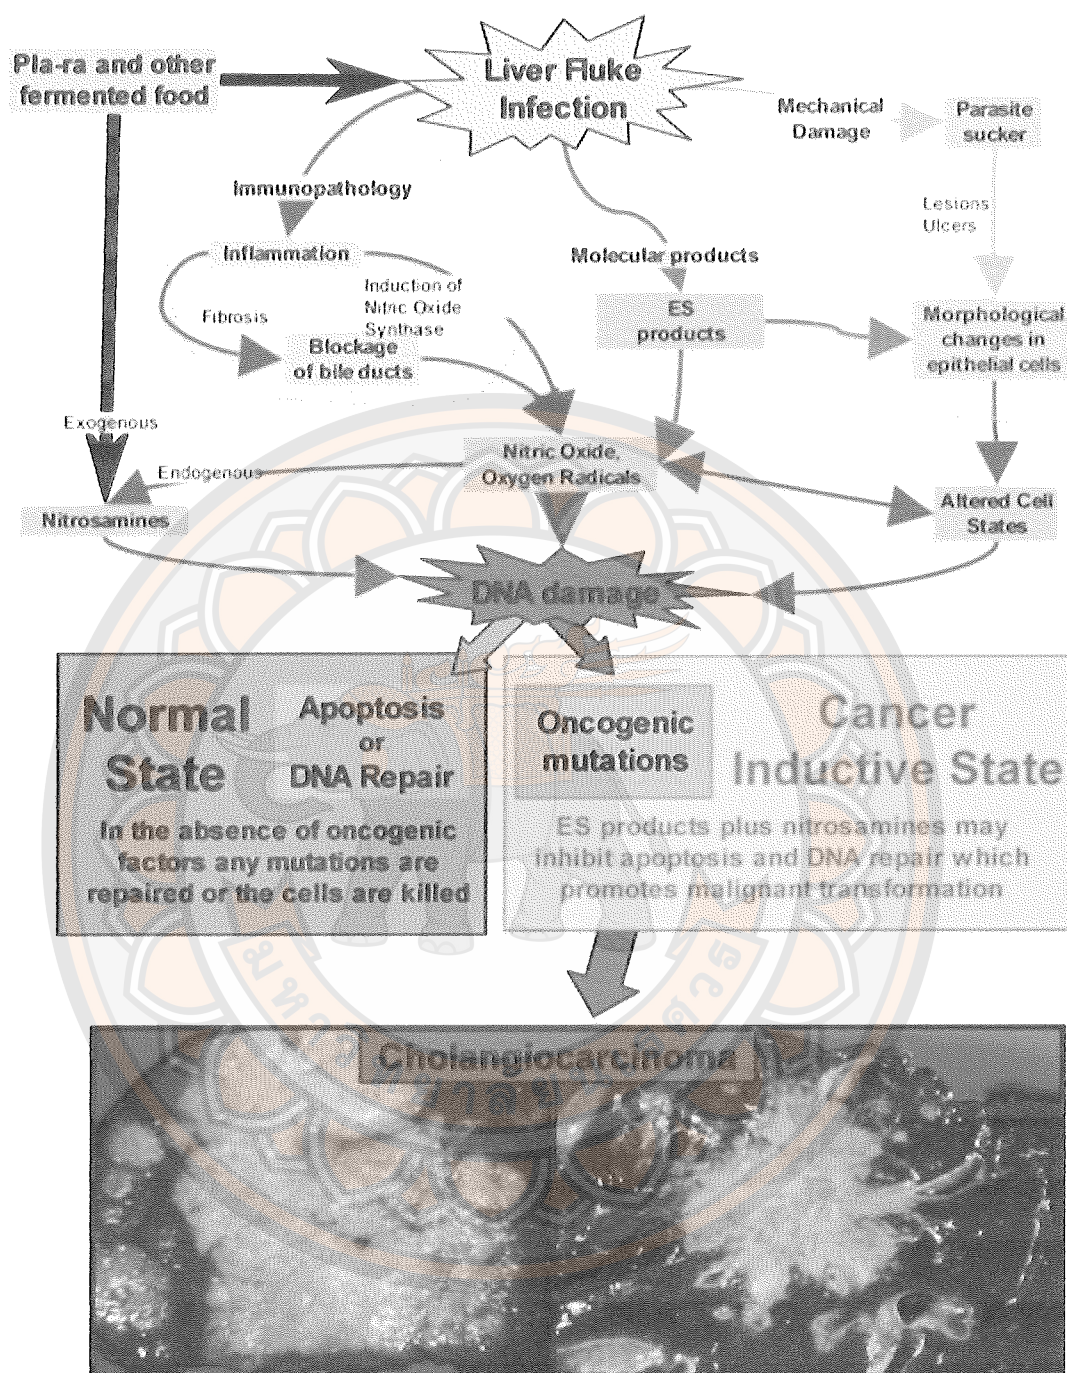 Pla-ra and other
fermented food
Liver Fluke
Infection
Mechanical
Damage
Parasite
sucker
Immunopathology
Lesions
Ulcers
Inflammation
Molecular products
Induction of
Nitric Oxide
Synthase
Fibrosis
ES
products
Morphological
changes in
epithelial cells
Blockage
of bile ducts
Exogenous
Nitric Oxide,
Oxygen Radicals
Endogenous
Altered Cell
States
Nitrosamines
DNA damage
Normal
State
Apoptosis
or
DNA Repair
In the absence of oncogenic
factors any mutations are
repaired or the cells are killed
Oncogenic
mutations
Cancer
Inductive State
ES products plus nitrosamines may
inhibit apoptosis and DNA repair which
promotes malignant transformation
Cholangiocarcinoma